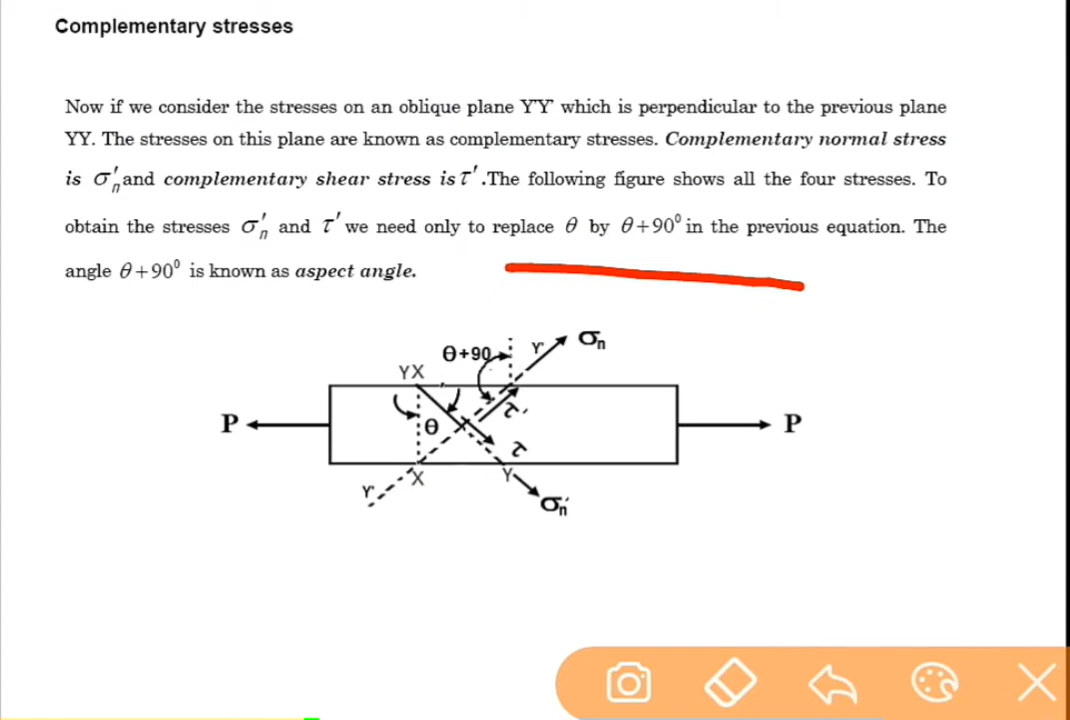 Complementary stresses
Now if we consider the stresses on an oblique plane Y'Y' which is perpendicular to the previous plane
YY. The stresses on this plane are known as complementary stresses. Complementary normal stress
is σ′ₙ and complementary shear stress is τ′ .The following figure shows all the four stresses. To
obtain the stresses σ′ₙ and τ′ we need only to replace θ by θ+90⁰ in the previous equation. The
angle θ+90⁰ is known as aspect angle.
θ+90
Y'
σn
YX
P
θ
τ'
P
τ
Y'
X
Y
σn'